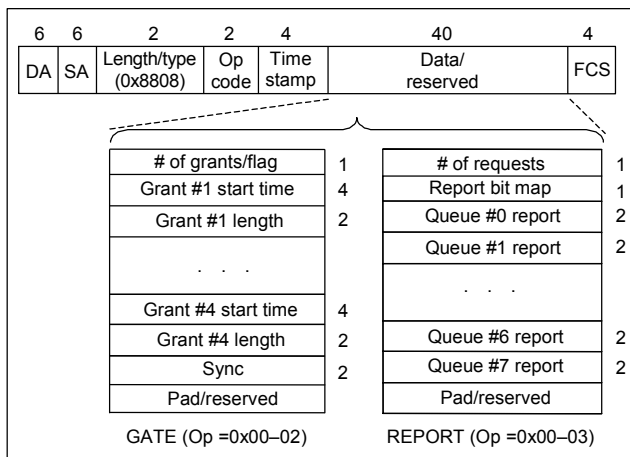 6 6 2 2 4 40 4
DA SA Length/type (0x8808) Op code Time stamp Data/ reserved FCS
# of grants/flag 1
Grant #1 start time 4
Grant #1 length 2
. . .
Grant #4 start time 4
Grant #4 length 2
Sync 2
Pad/reserved
GATE (Op =0x00–02)
# of requests 1
Report bit map 1
Queue #0 report 2
Queue #1 report 2
. . .
Queue #6 report 2
Queue #7 report 2
Pad/reserved
REPORT (Op =0x00–03)